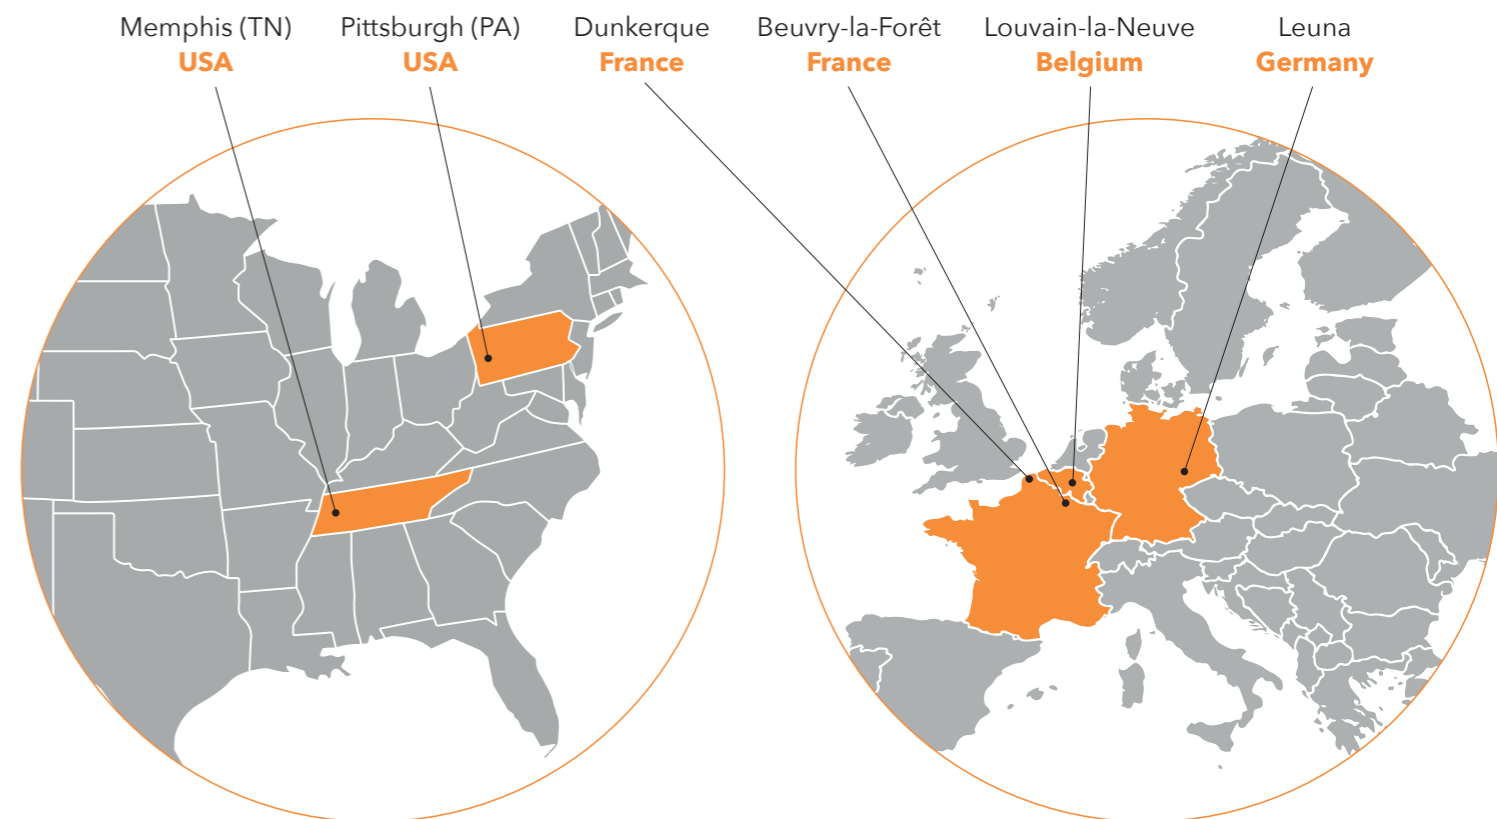 Memphis (TN)
USA
Pittsburgh (PA)
USA
Dunkerque
France
Beuvry-la-Forêt
France
Louvain-la-Neuve
Belgium
Leuna
Germany